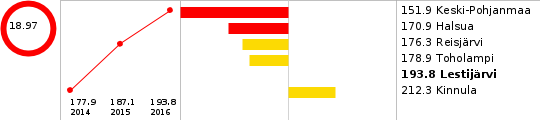 18.97
177.9 187.1 193.8
2014 2015 2016
151.9 Keski-Pohjanmaa
170.9 Halsua
176.3 Reisjärvi
178.9 Toholampi
193.8 Lestijärvi
212.3 Kinnula